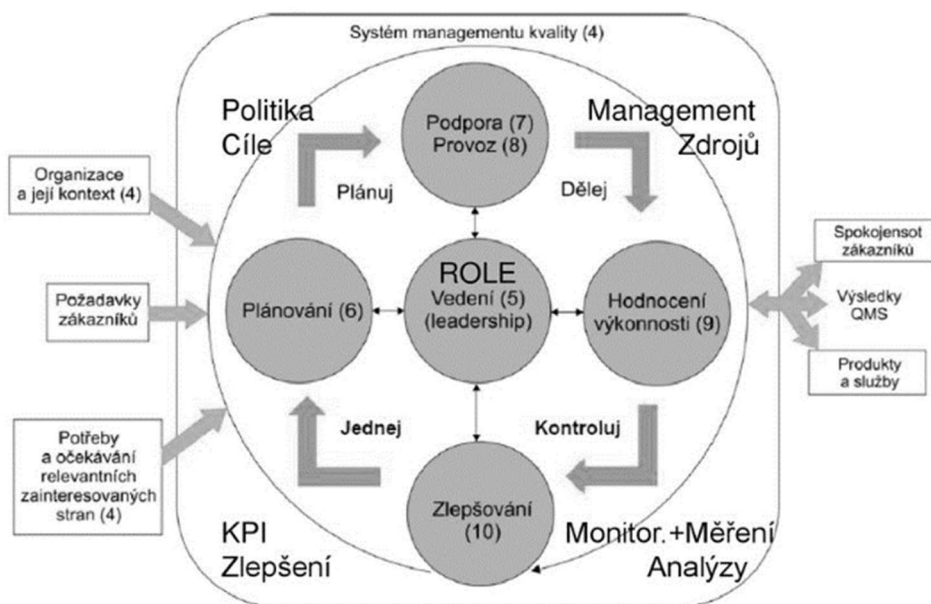 Systém managementu kvality (4)
Politika
Cíle
Management
Zdrojů
Podpora (7)
Provoz (8)
Plánuj
Dělej
Organizace
a její kontext (4)
Požadavky
zákazníků
Potřeby
a očekávání
relevantních
zainteresovaných
stran (4)
Plánování (6)
ROLE
Vedení (5)
(leadership)
Hodnocení
výkonnosti (9)
Spokojensot
zákazníků
Výsledky
QMS
Produkty
a služby
Jednej
Kontroluj
Zlepšování
(10)
KPI
Zlepšení
Monitor.+Měření
Analýzy